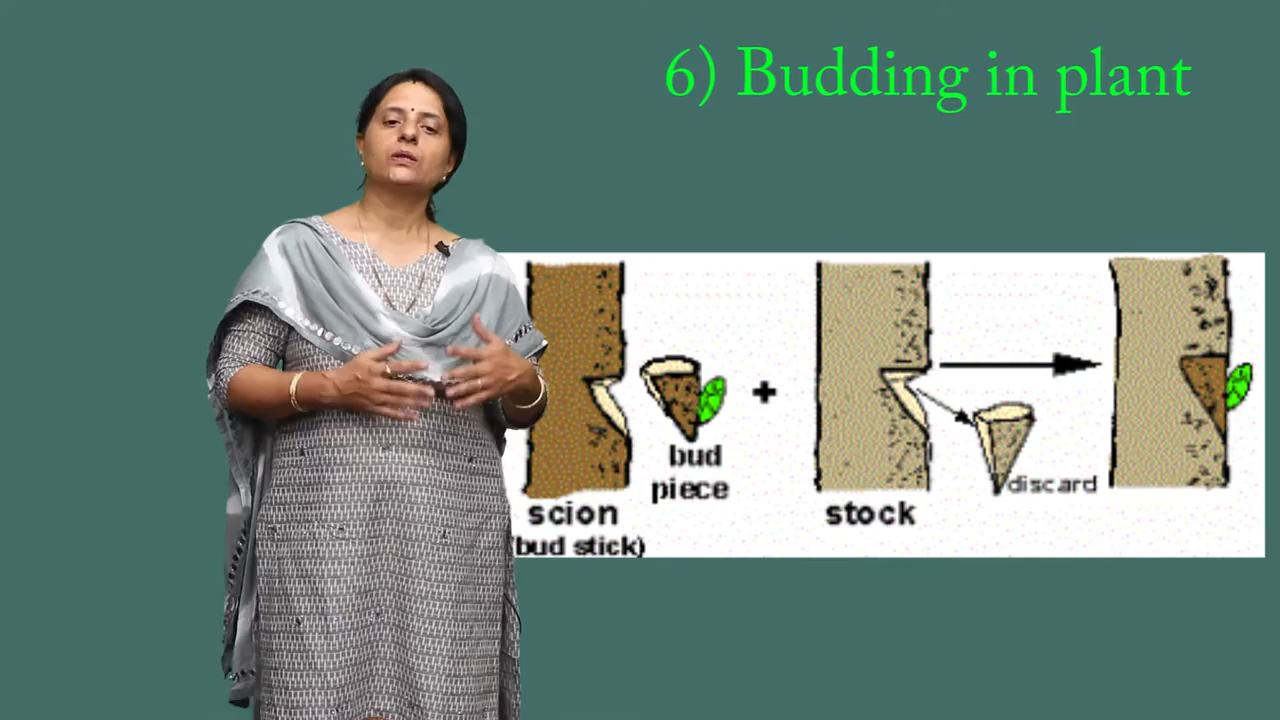 6) Budding in plant
bud
piece
+
discard
scion
stock
(bud stick)